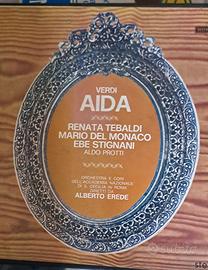 VERDI
AIDA
RENATA TEBALDI
MARIO DEL MONACO
EBE STIGNANI
ALDO PROTTI
ORCHESTRA E CORI
DELL'ACCADEMIA NAZIONALE
DI S. CECILIA IN ROMA
DIRETTI DA
ALBERTO EREDE
subito